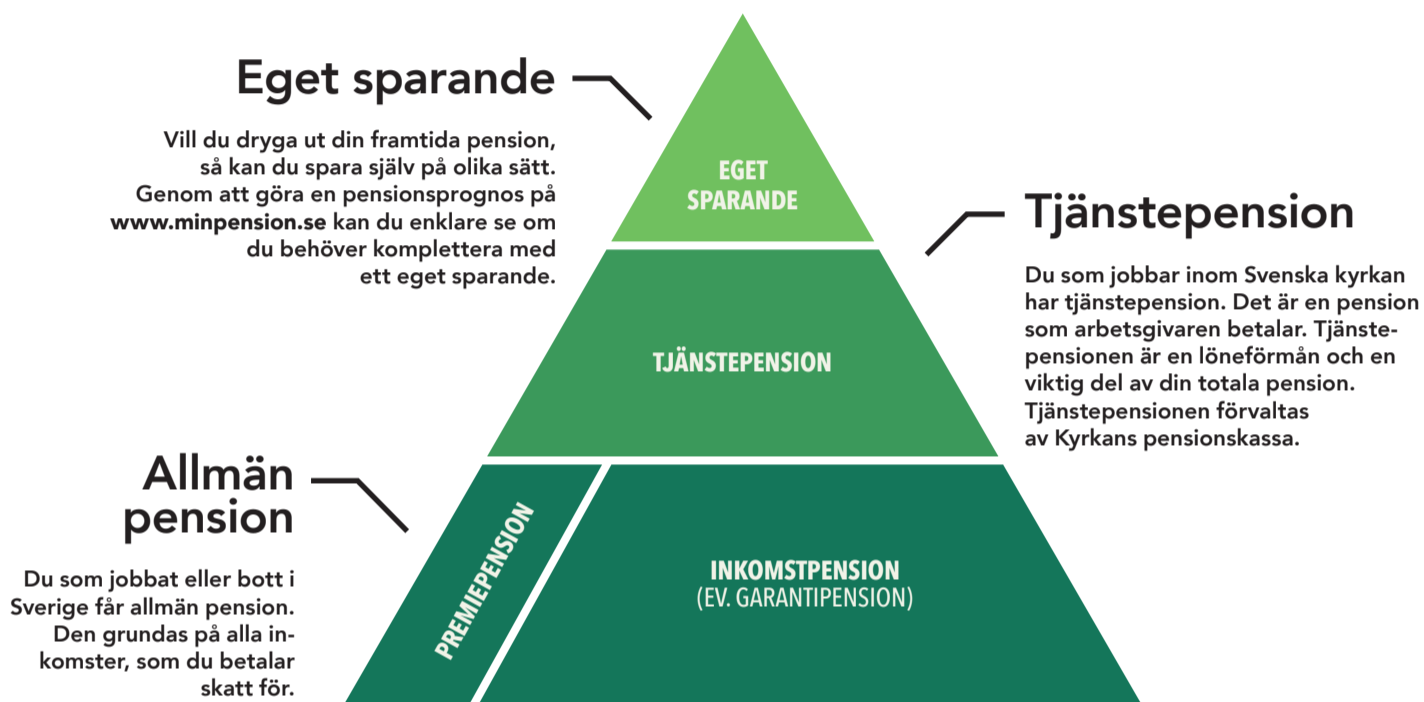 Eget sparande
Vill du dryga ut din framtida pension,
så kan du spara själv på olika sätt.
Genom att göra en pensionsprognos på
www.minpension.se kan du enklare se om
du behöver komplettera med
ett eget sparande.
EGET
SPARANDE
Tjänstepension
Du som jobbar inom Svenska kyrkan
har tjänstepension. Det är en pension
som arbetsgivaren betalar. Tjänste-
pensionen är en löneförmån och en
viktig del av din totala pension.
Tjänstepensionen förvaltas
av Kyrkans pensionskassa.
TJÄNSTEPENSION
Allmän
pension
Du som jobbat eller bott i
Sverige får allmän pension.
Den grundas på alla in-
komster, som du betalar
skatt för.
PREMIEPENSION
INKOMSTPENSION
(EV. GARANTIPENSION)